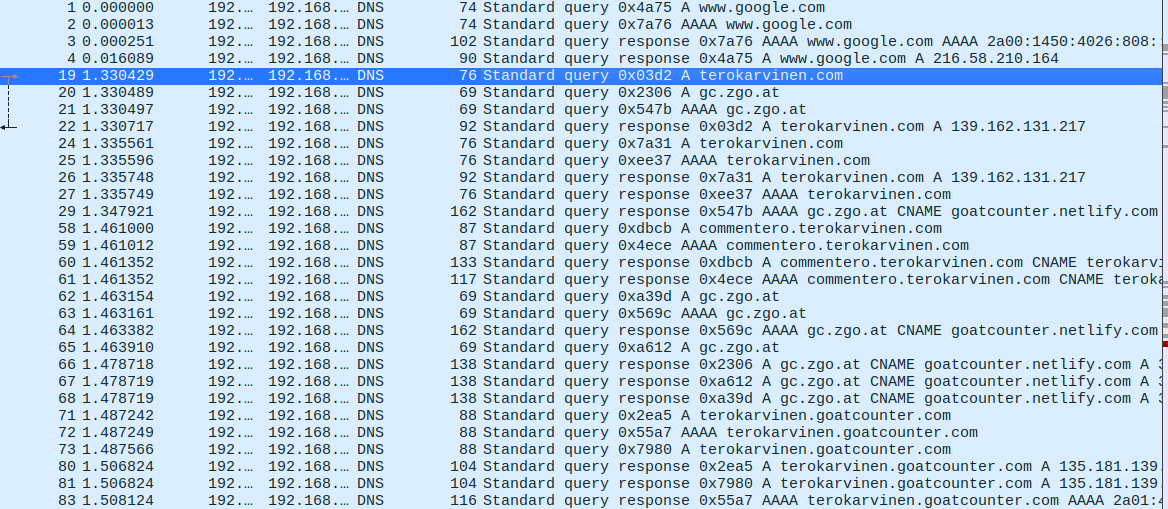 1 0.000000 192.… 192.168.… DNS 74 Standard query 0x4a75 A www.google.com
2 0.000013 192.… 192.168.… DNS 74 Standard query 0x7a76 AAAA www.google.com
3 0.000251 192.… 192.168.… DNS 102 Standard query response 0x7a76 AAAA www.google.com AAAA 2a00:1450:4026:808::
4 0.016089 192.… 192.168.… DNS 90 Standard query response 0x4a75 A www.google.com A 216.58.210.164
19 1.330429 192.… 192.168.… DNS 76 Standard query 0x03d2 A terokarvinen.com
20 1.330489 192.… 192.168.… DNS 69 Standard query 0x2306 A gc.zgo.at
21 1.330497 192.… 192.168.… DNS 69 Standard query 0x547b AAAA gc.zgo.at
22 1.330717 192.… 192.168.… DNS 92 Standard query response 0x03d2 A terokarvinen.com A 139.162.131.217
24 1.335561 192.… 192.168.… DNS 76 Standard query 0x7a31 A terokarvinen.com
25 1.335596 192.… 192.168.… DNS 76 Standard query 0xee37 AAAA terokarvinen.com
26 1.335748 192.… 192.168.… DNS 92 Standard query response 0x7a31 A terokarvinen.com A 139.162.131.217
27 1.335749 192.… 192.168.… DNS 76 Standard query response 0xee37 AAAA terokarvinen.com
29 1.347921 192.… 192.168.… DNS 162 Standard query response 0x547b AAAA gc.zgo.at CNAME goatcounter.netlify.com
58 1.461000 192.… 192.168.… DNS 87 Standard query 0xdbcb A commentero.terokarvinen.com
59 1.461012 192.… 192.168.… DNS 87 Standard query 0x4ece AAAA commentero.terokarvinen.com
60 1.461352 192.… 192.168.… DNS 133 Standard query response 0xdbcb A commentero.terokarvinen.com CNAME terokarvi
61 1.461352 192.… 192.168.… DNS 117 Standard query response 0x4ece AAAA commentero.terokarvinen.com CNAME teroka
62 1.463154 192.… 192.168.… DNS 69 Standard query 0xa39d A gc.zgo.at
63 1.463161 192.… 192.168.… DNS 69 Standard query 0x569c AAAA gc.zgo.at
64 1.463382 192.… 192.168.… DNS 162 Standard query response 0x569c AAAA gc.zgo.at CNAME goatcounter.netlify.com
65 1.463910 192.… 192.168.… DNS 69 Standard query 0xa612 A gc.zgo.at
66 1.478718 192.… 192.168.… DNS 138 Standard query response 0x2306 A gc.zgo.at CNAME goatcounter.netlify.com A 3
67 1.478719 192.… 192.168.… DNS 138 Standard query response 0xa612 A gc.zgo.at CNAME goatcounter.netlify.com A 3
68 1.478719 192.… 192.168.… DNS 138 Standard query response 0xa39d A gc.zgo.at CNAME goatcounter.netlify.com A 3
71 1.487242 192.… 192.168.… DNS 88 Standard query 0x2ea5 A terokarvinen.goatcounter.com
72 1.487249 192.… 192.168.… DNS 88 Standard query 0x55a7 AAAA terokarvinen.goatcounter.com
73 1.487566 192.… 192.168.… DNS 88 Standard query 0x7980 A terokarvinen.goatcounter.com
80 1.506824 192.… 192.168.… DNS 104 Standard query response 0x2ea5 A terokarvinen.goatcounter.com A 135.181.139.
81 1.506824 192.… 192.168.… DNS 104 Standard query response 0x7980 A terokarvinen.goatcounter.com A 135.181.139.
83 1.508124 192.… 192.168.… DNS 116 Standard query response 0x55a7 AAAA terokarvinen.goatcounter.com AAAA 2a01:4